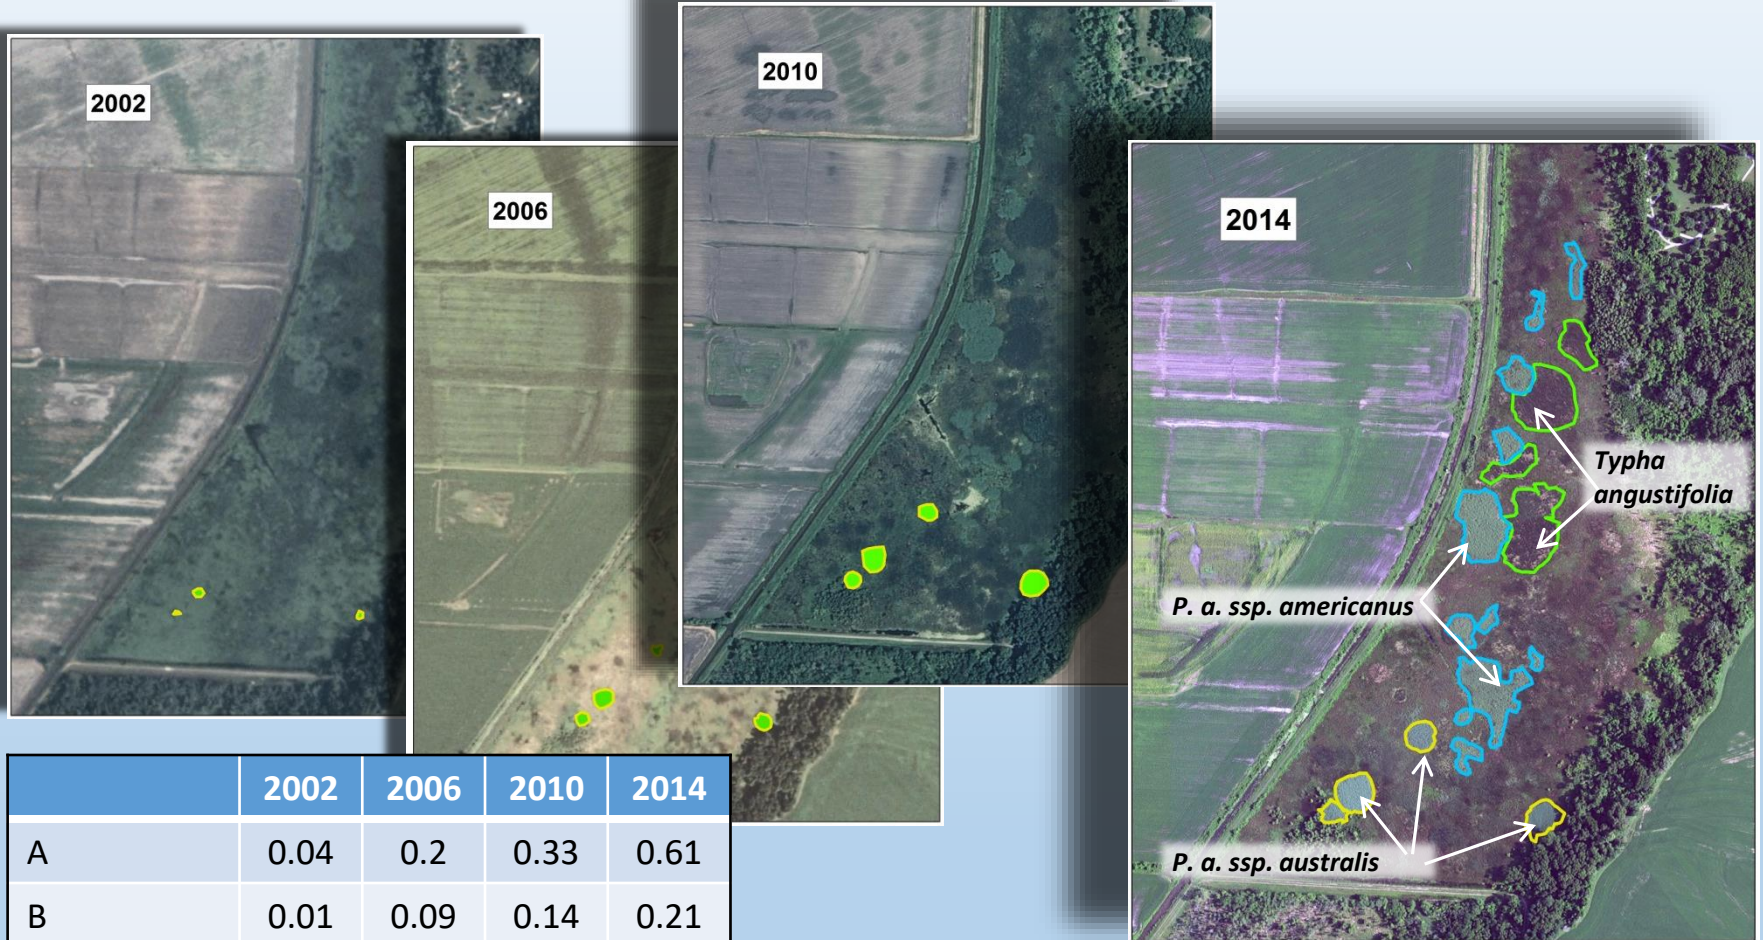 2002
2006
2010
2014
Typha
angustifolia
P. a. ssp. americanus
P. a. ssp. australis
2002 2006 2010 2014
A 0.04 0.2 0.33 0.61
B 0.01 0.09 0.14 0.21